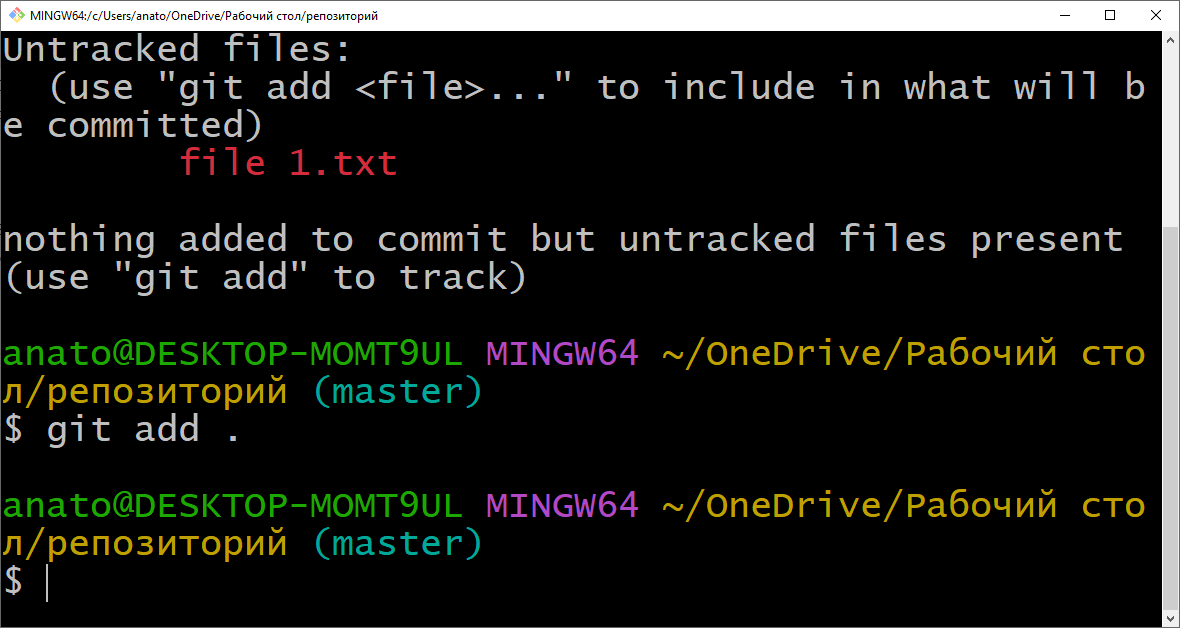 MINGW64:/c/Users/anato/OneDrive/Рабочий стол/репозиторий
Untracked files:
  (use "git add <file>..." to include in what will b
e committed)
        file 1.txt
nothing added to commit but untracked files present
(use "git add" to track)
anato@DESKTOP-MOMT9UL MINGW64 ~/OneDrive/Рабочий сто
л/репозиторий (master)
$ git add .
anato@DESKTOP-MOMT9UL MINGW64 ~/OneDrive/Рабочий сто
л/репозиторий (master)
$